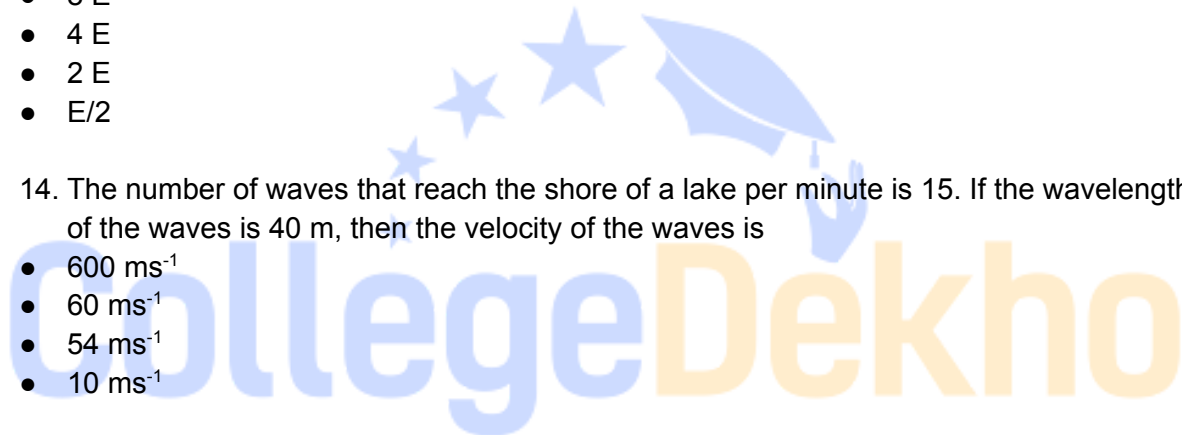 ● 4 E
● 2 E
● E/2
14. The number of waves that reach the shore of a lake per minute is 15. If the wavelength
of the waves is 40 m, then the velocity of the waves is
● 600 ms⁻¹
● 60 ms⁻¹
● 54 ms⁻¹
● 10 ms⁻¹
CollegeDekho